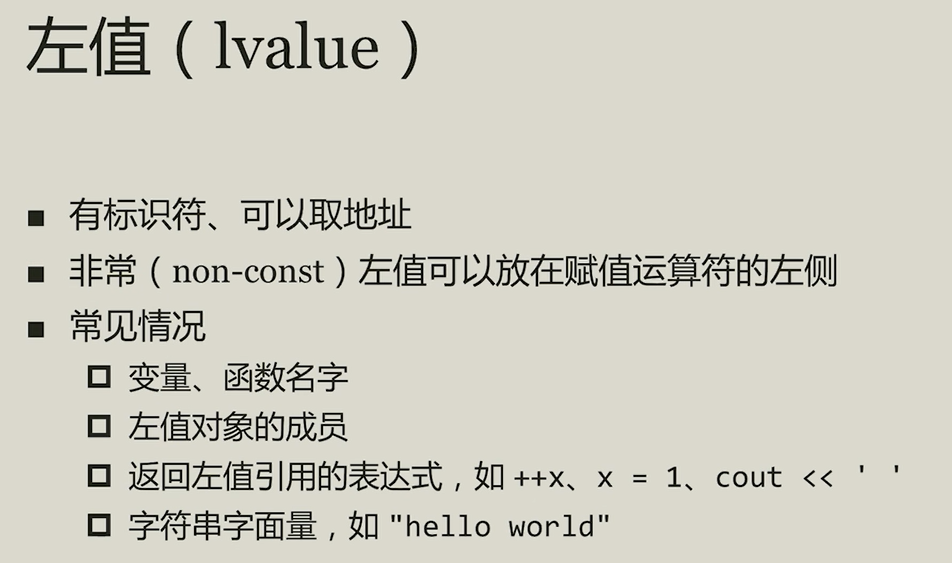 左值（lvalue）
■ 有标识符、可以取地址
■ 非常（non-const）左值可以放在赋值运算符的左侧
■ 常见情况
□ 变量、函数名字
□ 左值对象的成员
□ 返回左值引用的表达式，如 ++x、x = 1、cout << ' '
□ 字符串字面量，如 "hello world"